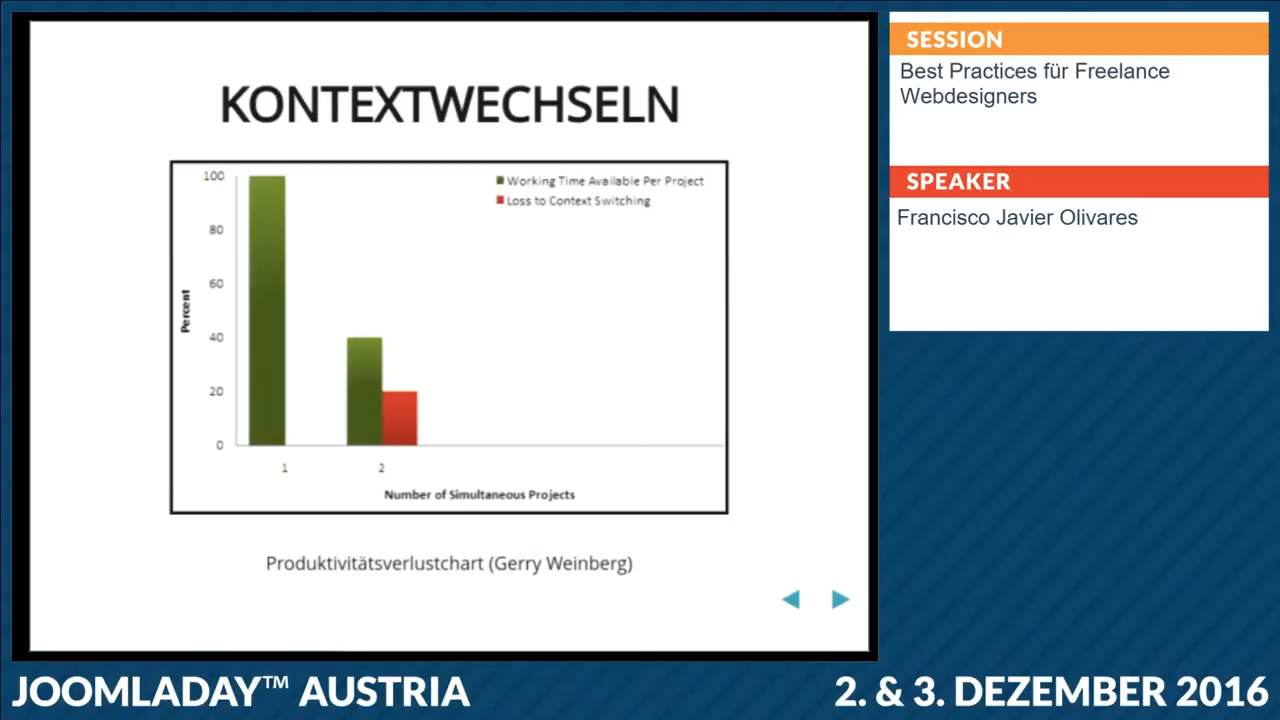 KONTEXTWECHSELN
100
80
60
40
20
0
Percent
Working Time Available Per Project
Loss to Context Switching
1
2
Number of Simultaneous Projects
Produktivitätsverlustchart (Gerry Weinberg)
SESSION
Best Practices für Freelance
Webdesigners
SPEAKER
Francisco Javier Olivares
JOOMLADAY™ AUSTRIA
2. & 3. DEZEMBER 2016